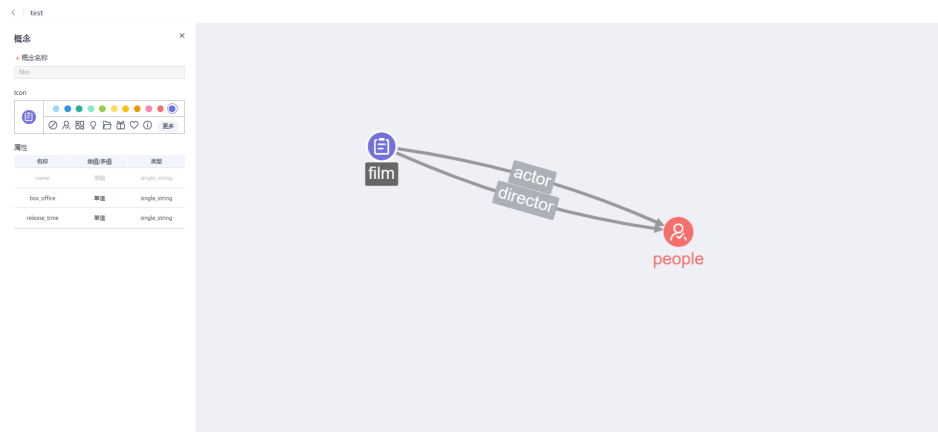 test
概念
* 概念名称
film
Icon
更多
属性
名称 单值/多值 类型
name 单值 single_string
box_office 单值 single_string
release_time 单值 single_string
film
actor
director
people